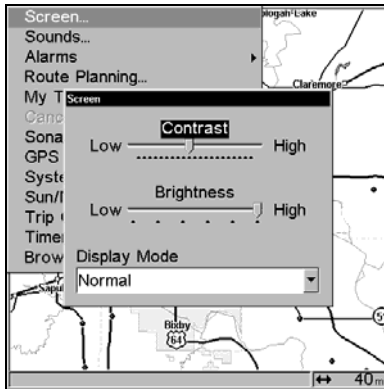 Screen...
Sounds...
Alarms
Route Planning...
My T
Canc
Sona
GPS
Syste
Sun/
Trip
Timer
Brow
Screen
Contrast
Low
High
Brightness
Low
High
Display Mode
Normal
Claremore
Bixby
64
40